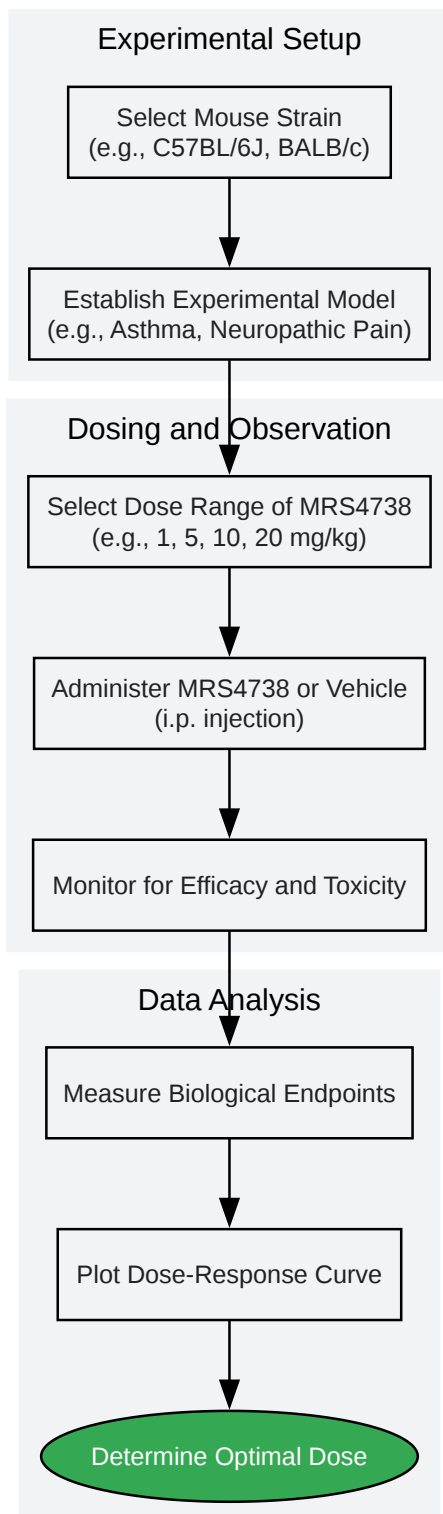 Experimental Setup
Select Mouse Strain
(e.g., C57BL/6J, BALB/c)
Establish Experimental Model
(e.g., Asthma, Neuropathic Pain)
Dosing and Observation
Select Dose Range of MRS4738
(e.g., 1, 5, 10, 20 mg/kg)
Administer MRS4738 or Vehicle
(i.p. injection)
Monitor for Efficacy and Toxicity
Data Analysis
Measure Biological Endpoints
Plot Dose-Response Curve
Determine Optimal Dose